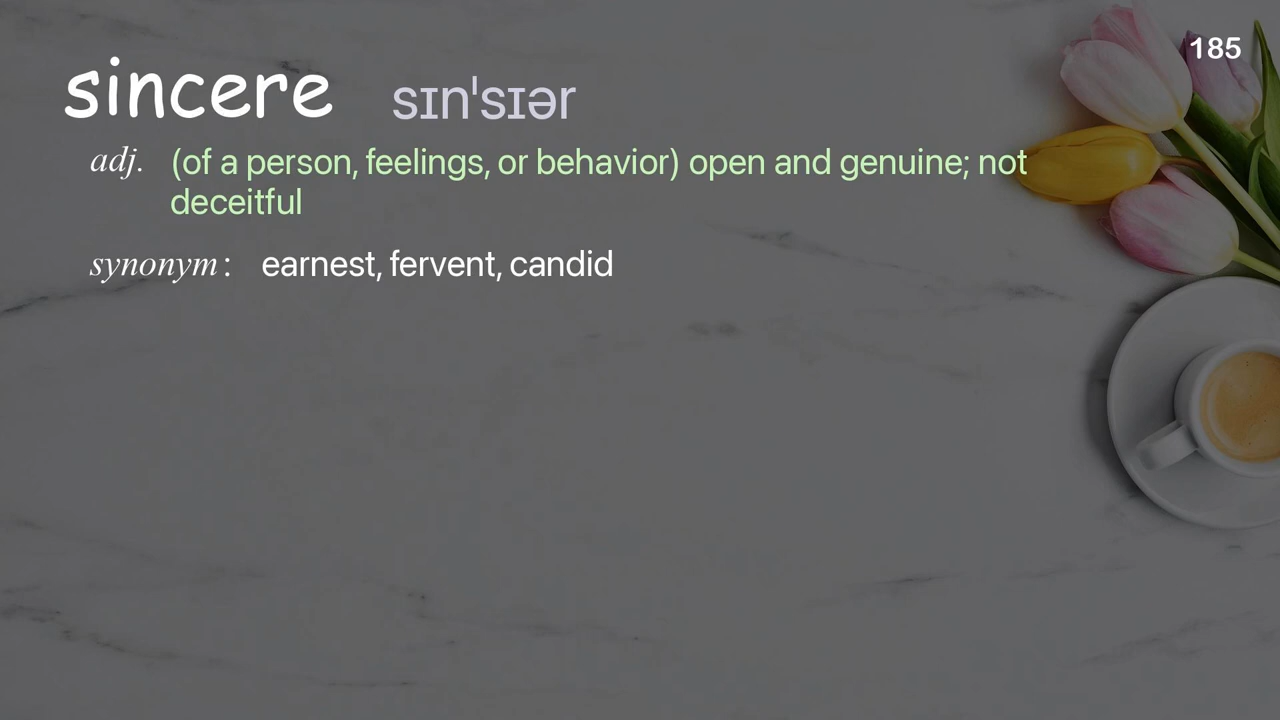 185
sincere sɪnˈsɪər
adj. (of a person, feelings, or behavior) open and genuine; not
deceitful
synonym : earnest, fervent, candid